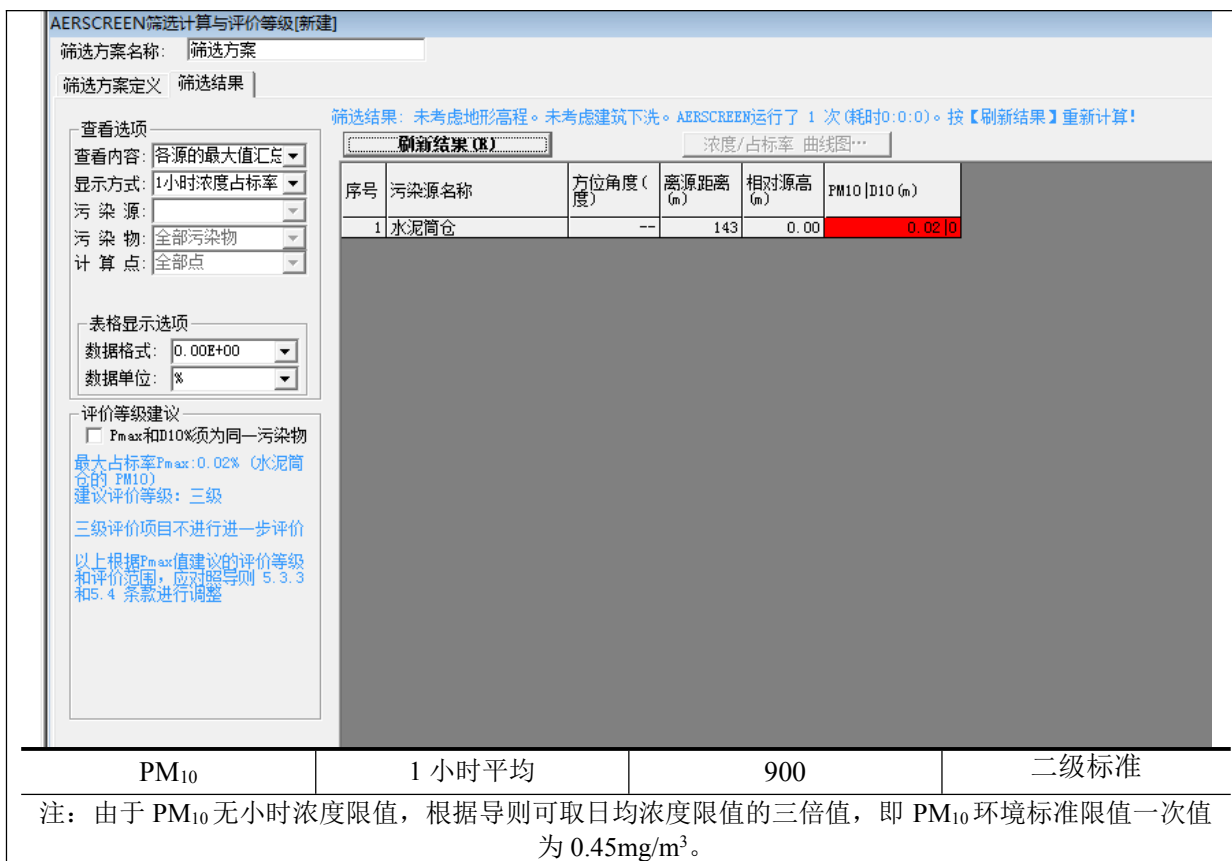 AERSCREEN筛选计算与评价等级[新建]
筛选方案名称: 筛选方案
筛选方案定义 筛选结果
筛选结果: 未考虑地形高程。未考虑建筑下洗。AERSCREEN运行了 1 次(耗时0:0:0)。按【刷新结果】重新计算!
查看选项
查看内容: 各源的最大值汇总
显示方式: 1小时浓度占标率
污 染 源:
污 染 物: 全部污染物
计 算 点: 全部点
刷新结果(R) 浓度/占标率 曲线图…
序号 污染源名称 方位角度(度) 离源距离(m) 相对源高(m) PM10|D10(m)
1 水泥筒仓 -- 143 0.00 0.02|0
表格显示选项
数据格式: 0.00E+00
数据单位: %
评价等级建议
Pmax和D10%须为同一污染物
最大占标率Pmax:0.02% (水泥筒
仓的 PM10)
建议评价等级: 三级
三级评价项目不进行进一步评价
以上根据Pmax值建议的评价等级
和评价范围,应对照导则 5.3.3
和5.4 条款进行调整
PM10 1 小时平均 900 二级标准
注：由于 PM10 无小时浓度限值，根据导则可取日均浓度限值的三倍值，即 PM10 环境标准限值一次值
为 0.45mg/m³。